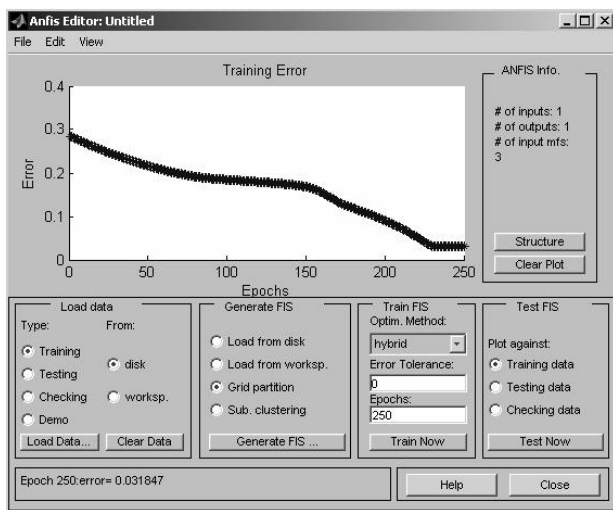 Anfis Editor: Untitled
File Edit View
Training Error
0.4
0.3
0.2
0.1
0
Error
0 50 100 150 200 250
Epochs
ANFIS Info.
# of inputs: 1
# of outputs: 1
# of input mfs:
3
Structure
Clear Plot
Load data
Type: From:
Training
Testing
Checking
Demo
disk
worksp.
Load Data... Clear Data
Generate FIS
Load from disk
Load from worksp.
Grid partition
Sub. clustering
Generate FIS ...
Train FIS
Optim. Method:
hybrid
Error Tolerance:
0
Epochs:
250
Train Now
Test FIS
Plot against:
Training data
Testing data
Checking data
Test Now
Epoch 250:error= 0.031847
Help Close